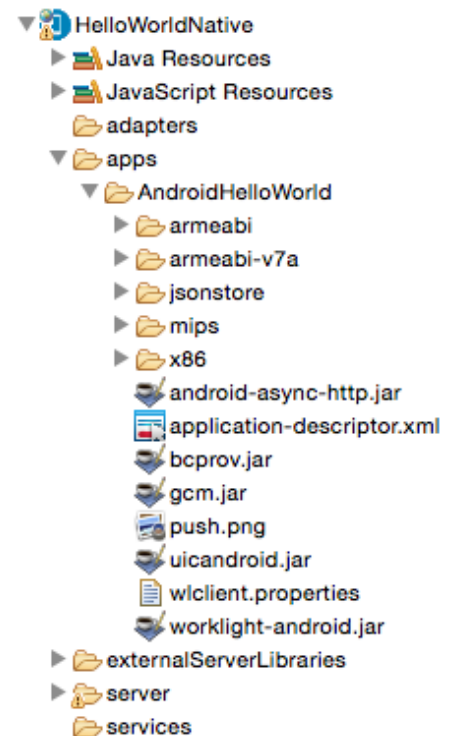 HelloWorldNative
Java Resources
JavaScript Resources
adapters
apps
AndroidHelloWorld
armeabi
armeabi-v7a
jsonstore
mips
x86
android-async-http.jar
application-descriptor.xml
bcprov.jar
gcm.jar
push.png
uicandroid.jar
wlclient.properties
worklight-android.jar
externalServerLibraries
server
services